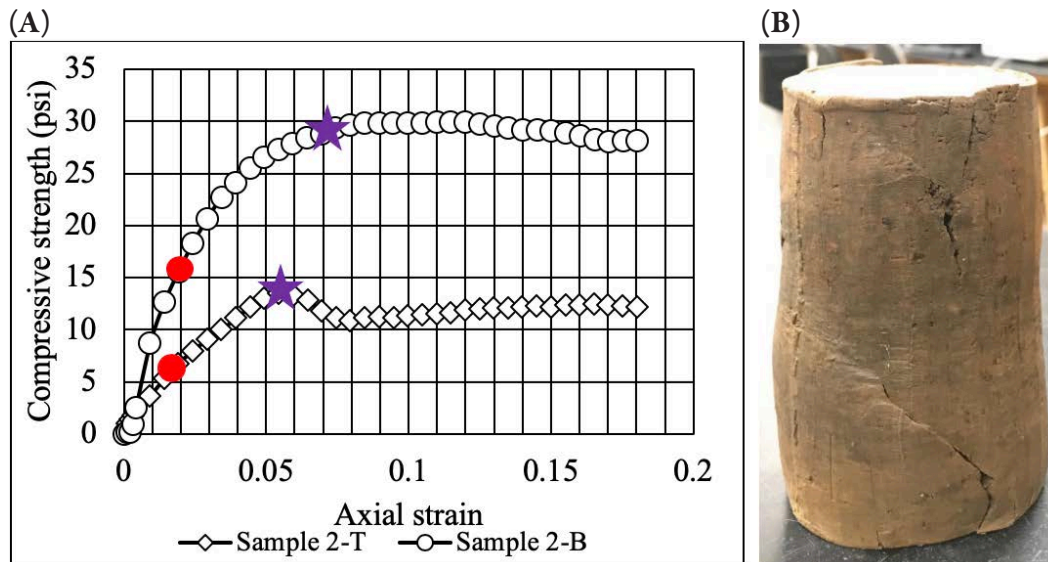 (A)
(B)
35
30
25
20
15
10
5
0
Compressive strength (psi)
0 0.05 0.1 0.15 0.2
Axial strain
Sample 2-T Sample 2-B